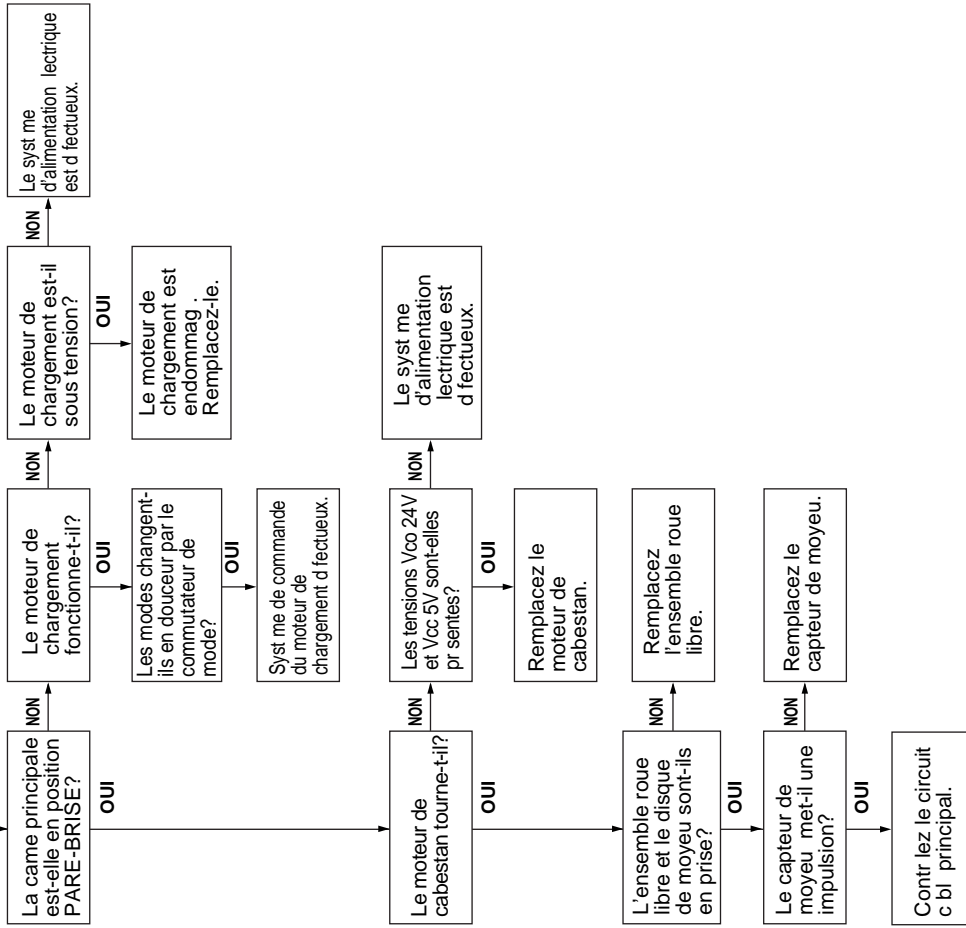 La came principale
est-elle en position
PARE-BRISE?
NON
Le moteur de
chargement
fonctionne-t-il?
NON
Le moteur de
chargement est-il
sous tension?
NON
Le syst me
d'alimentation lectrique
est d fectueux.
OUI
OUI
OUI
Les modes changent-
ils en douceur par le
commutateur de
mode?
Le moteur de
chargement est
endommag .
Remplacez-le.
OUI
Syst me de commande
du moteur de
chargement d fectueux.
Le moteur de
cabestan tourne-t-il?
NON
Les tensions Vco 24V
et Vcc 5V sont-elles
pr sentes?
NON
Le syst me
d'alimentation
lectrique est
d fectueux.
OUI
OUI
Remplacez le
moteur de
cabestan.
L'ensemble roue
libre et le disque
de moyeu sont-ils
en prise?
NON
Remplacez
l'ensemble roue
libre.
OUI
Le capteur de
moyeu met-il une
impulsion?
NON
Remplacez le
capteur de moyeu.
OUI
Contr lez le circuit
c bl principal.